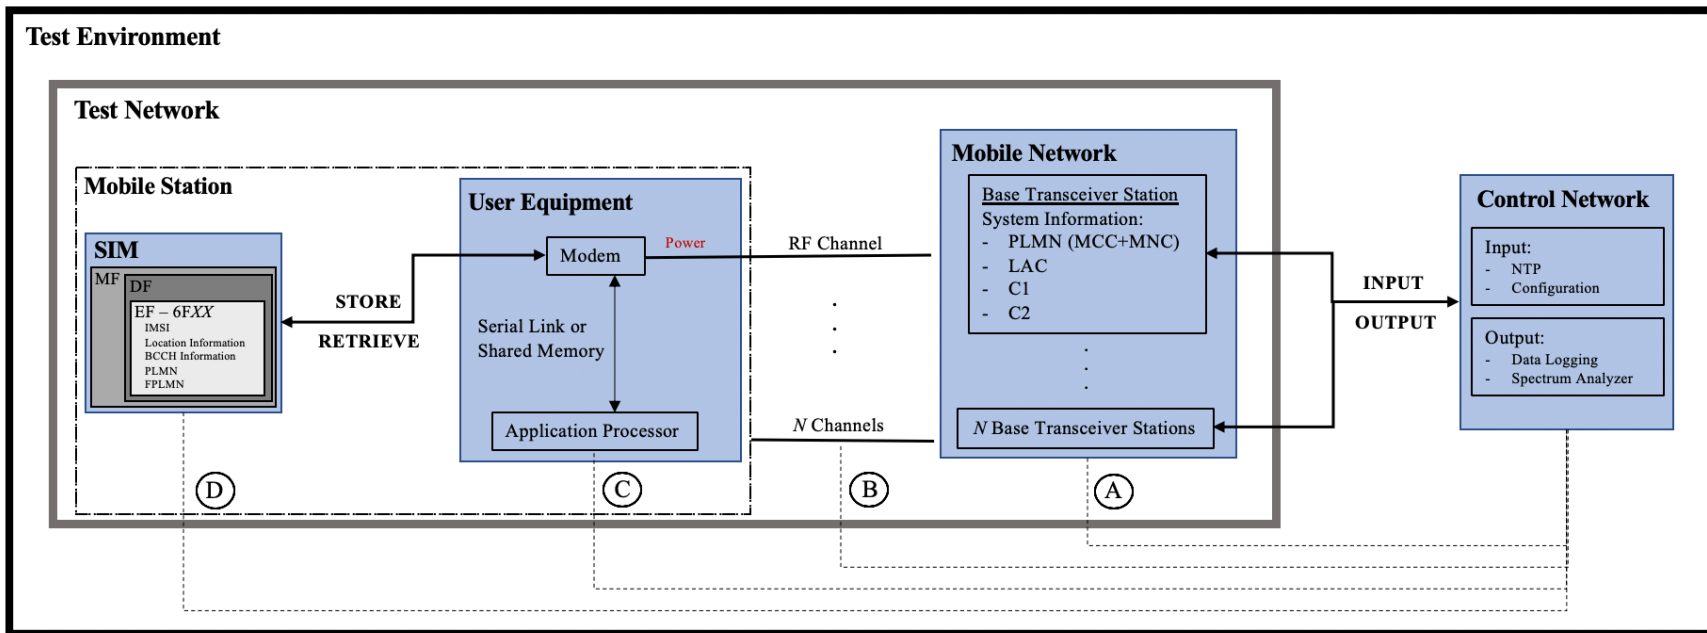 Test Environment
Test Network
Mobile Station
SIM
MF
DF
EF – 6FXX
IMSI
Location Information
BCCH Information
PLMN
FPLMN
STORE
RETRIEVE
User Equipment
Modem
Power
Serial Link or
Shared Memory
Application Processor
RF Channel
.
.
.
N Channels
Mobile Network
Base Transceiver Station
System Information:
- PLMN (MCC+MNC)
- LAC
- C1
- C2
.
.
.
N Base Transceiver Stations
INPUT
OUTPUT
Control Network
Input:
- NTP
- Configuration
Output:
- Data Logging
- Spectrum Analyzer
D
C
B
A